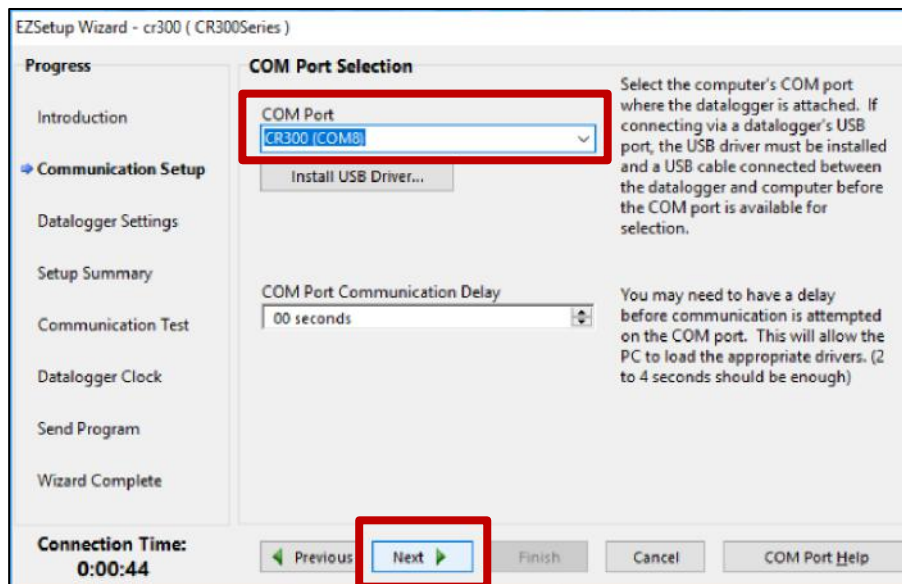 EZSetup Wizard - cr300 ( CR300Series )
Progress
Introduction
Communication Setup
Datalogger Settings
Setup Summary
Communication Test
Datalogger Clock
Send Program
Wizard Complete
Connection Time:
0:00:44
COM Port Selection
COM Port
CR300 (COM8)
Install USB Driver...
COM Port Communication Delay
00 seconds
Select the computer's COM port
where the datalogger is attached. If
connecting via a datalogger's USB
port, the USB driver must be installed
and a USB cable connected between
the datalogger and computer before
the COM port is available for
selection.
You may need to have a delay
before communication is attempted
on the COM port. This will allow the
PC to load the appropriate drivers. (2
to 4 seconds should be enough)
Previous
Next
Finish
Cancel
COM Port Help